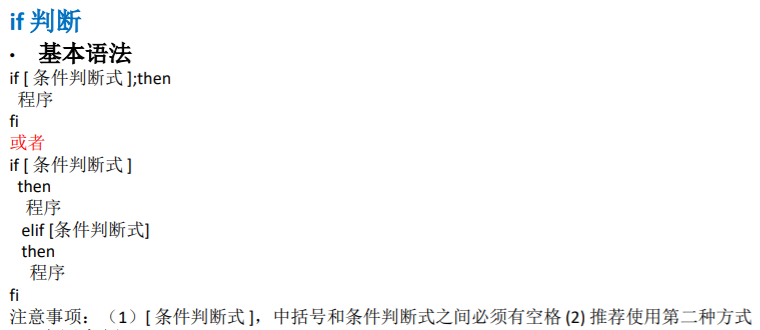 if 判断
• 基本语法
if [ 条件判断式 ];then
程序
fi
或者
if [ 条件判断式 ]
then
程序
elif [条件判断式]
then
程序
fi
注意事项：（1）[ 条件判断式 ]，中括号和条件判断式之间必须有空格 (2) 推荐使用第二种方式